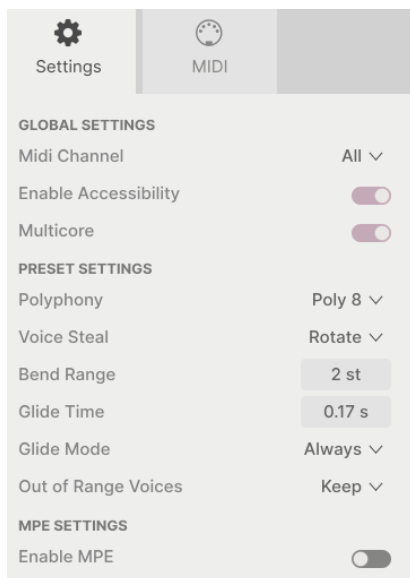 Settings MIDI
GLOBAL SETTINGS
Midi Channel All
Enable Accessibility
Multicore
PRESET SETTINGS
Polyphony Poly 8
Voice Steal Rotate
Bend Range 2 st
Glide Time 0.17 s
Glide Mode Always
Out of Range Voices Keep
MPE SETTINGS
Enable MPE